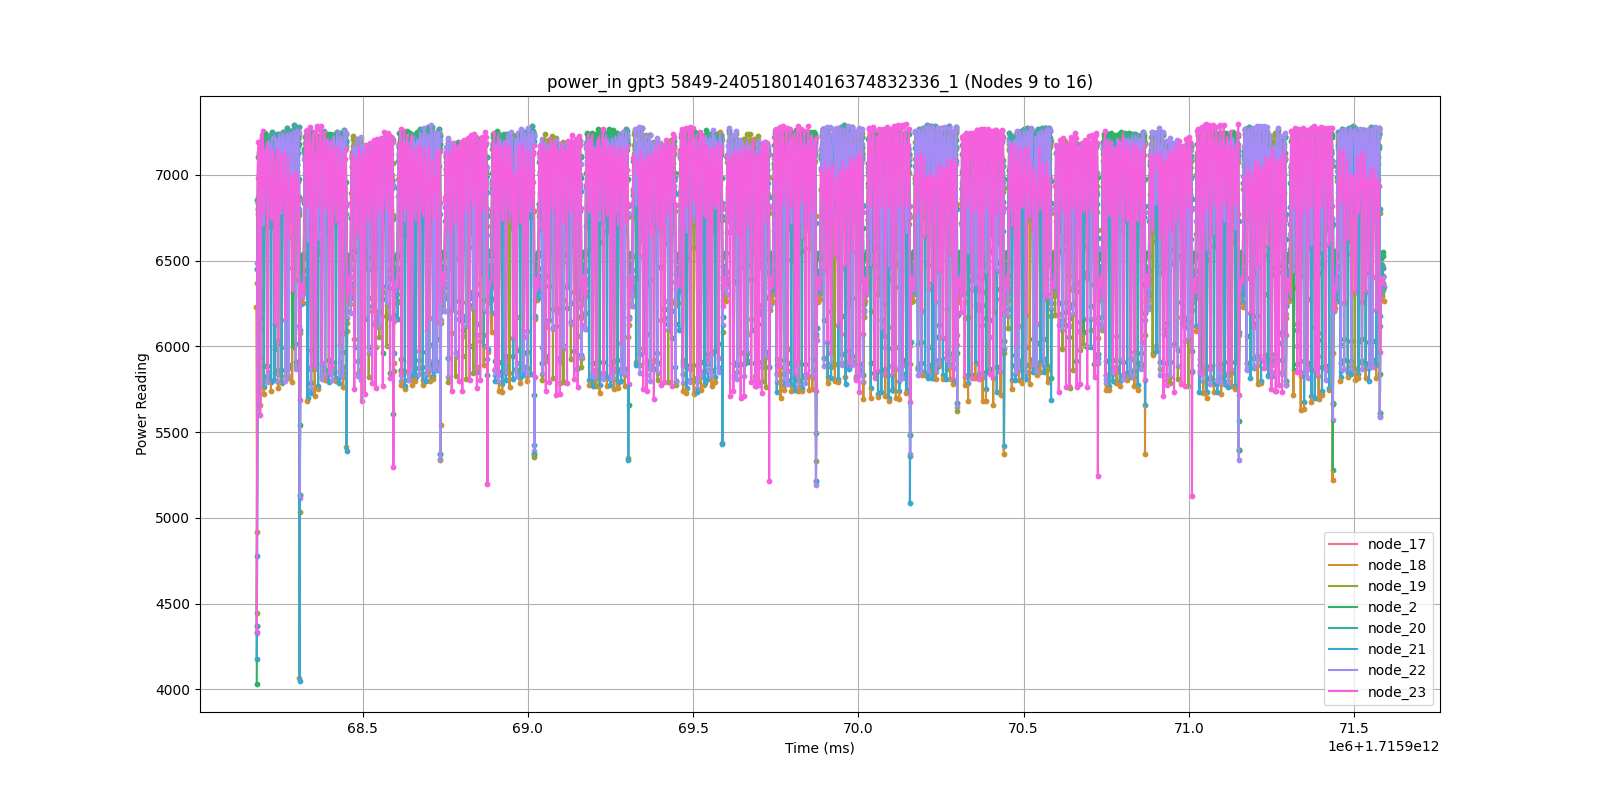 power_in gpt3 5849-240518014016374832336_1 (Nodes 9 to 16)
Power Reading
7000
6500
6000
5500
5000
4500
4000
node_17
node_18
node_19
node_2
node_20
node_21
node_22
node_23
68.5
69.0
69.5
70.0
70.5
71.0
71.5
Time (ms)
1e6+1.7159e12